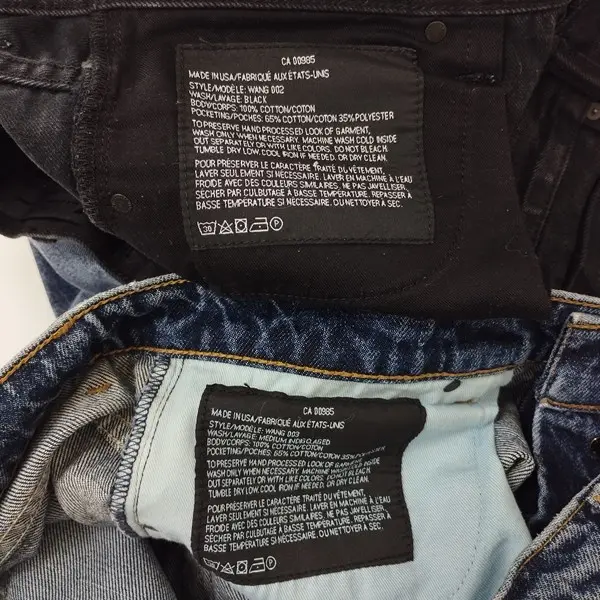 CA 00985
MADE IN USA/FABRIQUÉ AUX ÉTATS-UNIS
STYLE/MODÈLE: WANG 002
WASH/LAVAGE: BLACK
BODY/CORPS: 100% COTTON/COTON
POCKETING/POCHES: 65% COTTON/COTON 35% POLYESTER
TO PRESERVE HAND PROCESSED LOOK OF GARMENT,
WASH ONLY WHEN NECESSARY. MACHINE WASH COLD INSIDE
OUT SEPARATELY OR WITH LIKE COLORS. DO NOT BLEACH.
TUMBLE DRY LOW, COOL IRON IF NEEDED. OR DRY CLEAN.
POUR PRÉSERVER LE CARACTÈRE TRAITÉ DU VÊTEMENT,
LAVER SEULEMENT SI NÉCESSAIRE. LAVER EN MACHINE À L'EAU
FROIDE AVEC DES COULEURS SIMILAIRES. NE PAS JAVELLISER.
SÉCHER PAR CULBUTAGE À BASSE TEMPÉRATURE, REPASSER À
BASSE TEMPÉRATURE SI NÉCESSAIRE. OU NETTOYER À SEC.
30 P
CA 00985
MADE IN USA/FABRIQUÉ AUX ÉTATS-UNIS
STYLE/MODÈLE: WANG 003
WASH/LAVAGE: MEDIUM INDIGO AGED
BODY/CORPS: 100% COTTON/COTON
POCKETING/POCHES: 65% COTTON/COTON 35% POLYESTER
TO PRESERVE HAND PROCESSED LOOK OF GARMENT,
WASH ONLY WHEN NECESSARY. MACHINE WASH COLD INSIDE
OUT SEPARATELY OR WITH LIKE COLORS. DO NOT BLEACH.
TUMBLE DRY LOW, COOL IRON IF NEEDED. OR DRY CLEAN.
POUR PRÉSERVER LE CARACTÈRE TRAITÉ DU VÊTEMENT,
LAVER SEULEMENT SI NÉCESSAIRE. LAVER EN MACHINE À L'EAU
FROIDE AVEC DES COULEURS SIMILAIRES. NE PAS JAVELLISER.
SÉCHER PAR CULBUTAGE À BASSE TEMPÉRATURE, REPASSER À
BASSE TEMPÉRATURE SI NÉCESSAIRE. OU NETTOYER À SEC.
P